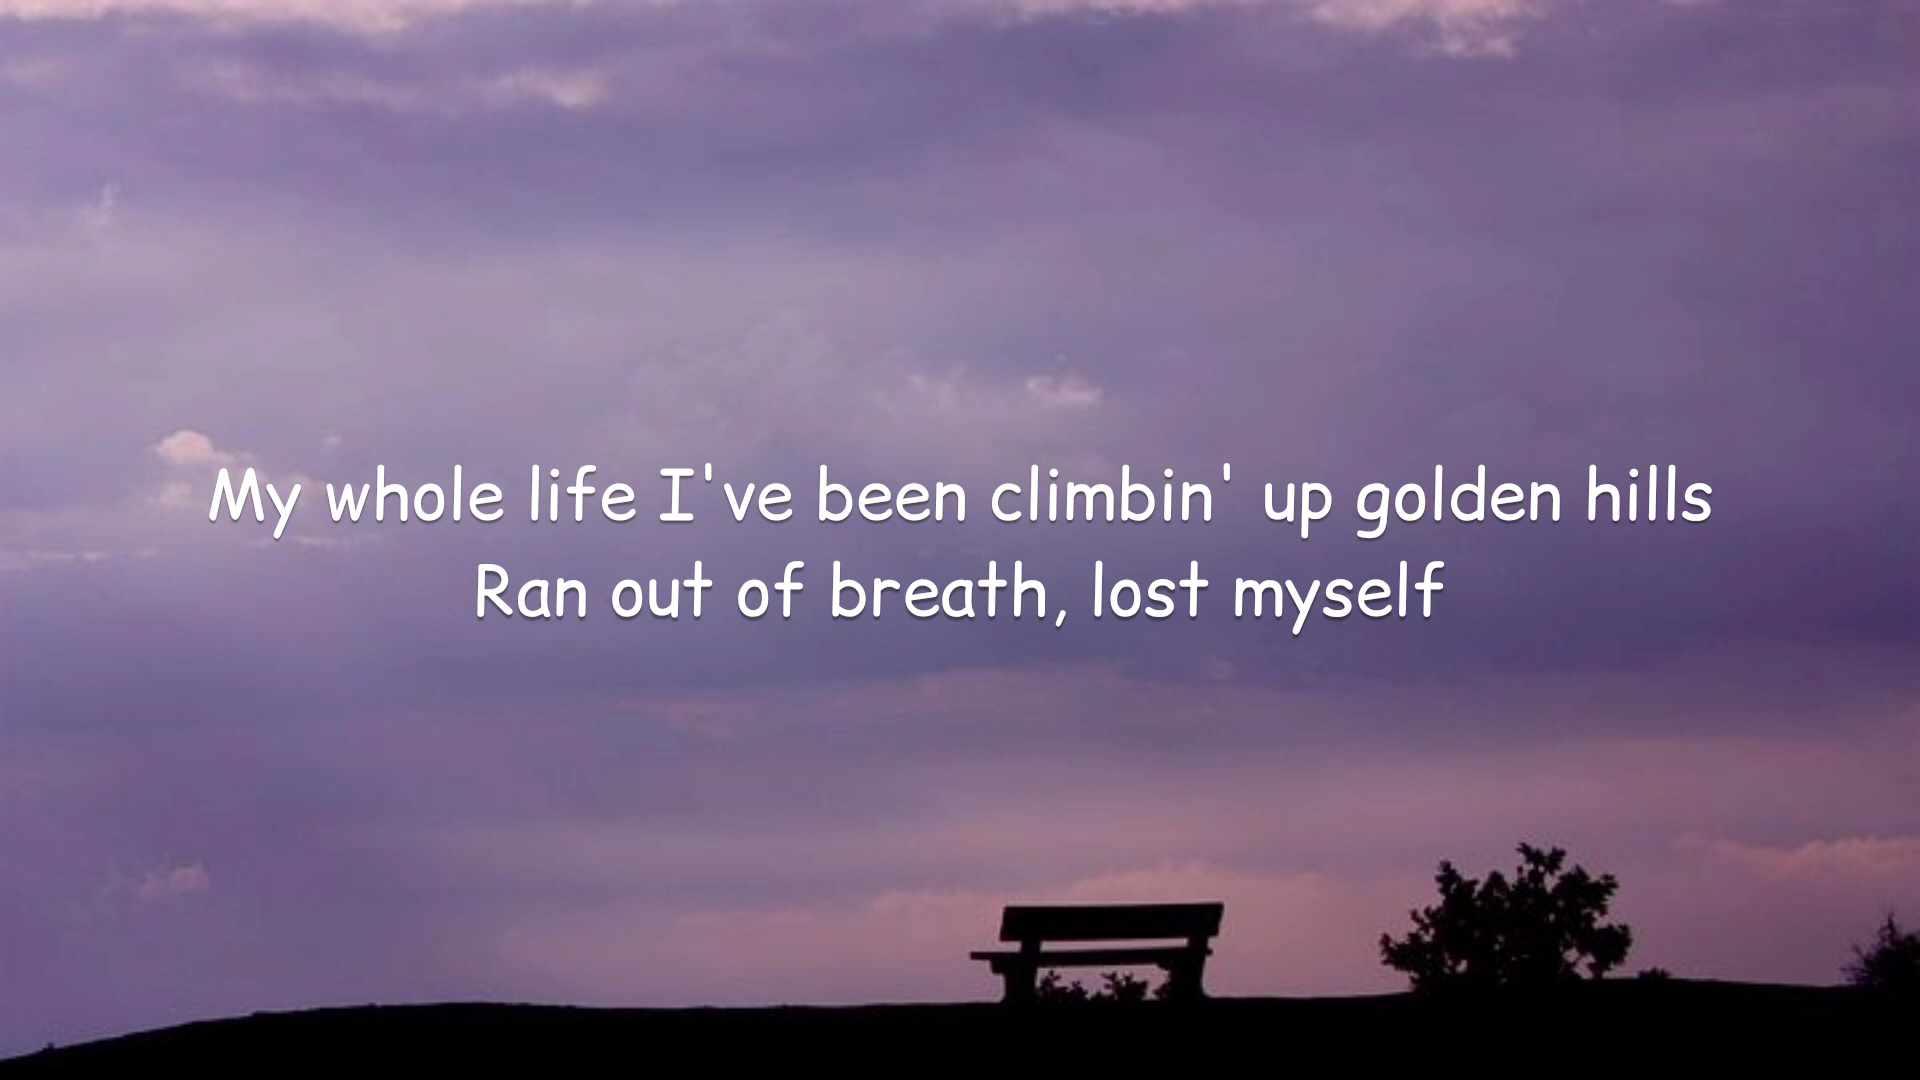 My whole life I've been climbin' up golden hills
Ran out of breath, lost myself